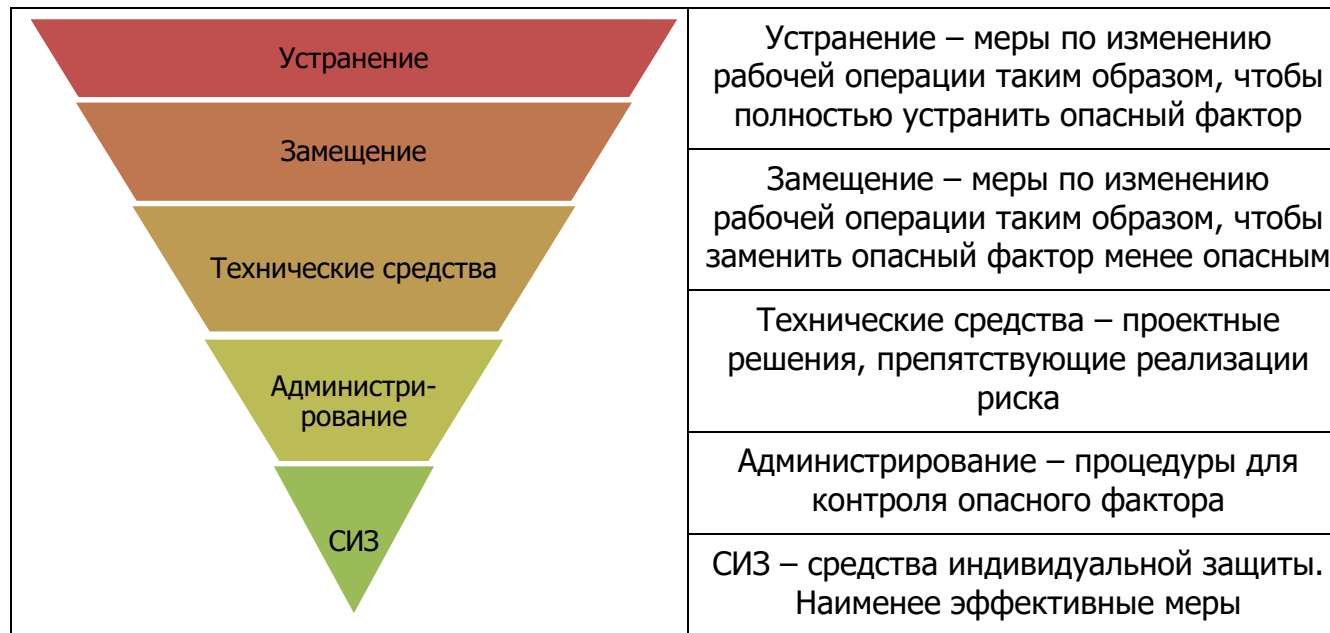 Устранение
Замещение
Технические средства
Администри-
рование
СИЗ
Устранение – меры по изменению
рабочей операции таким образом, чтобы
полностью устранить опасный фактор
Замещение – меры по изменению
рабочей операции таким образом, чтобы
заменить опасный фактор менее опасным
Технические средства – проектные
решения, препятствующие реализации
риска
Администрирование – процедуры для
контроля опасного фактора
СИЗ – средства индивидуальной защиты.
Наименее эффективные меры